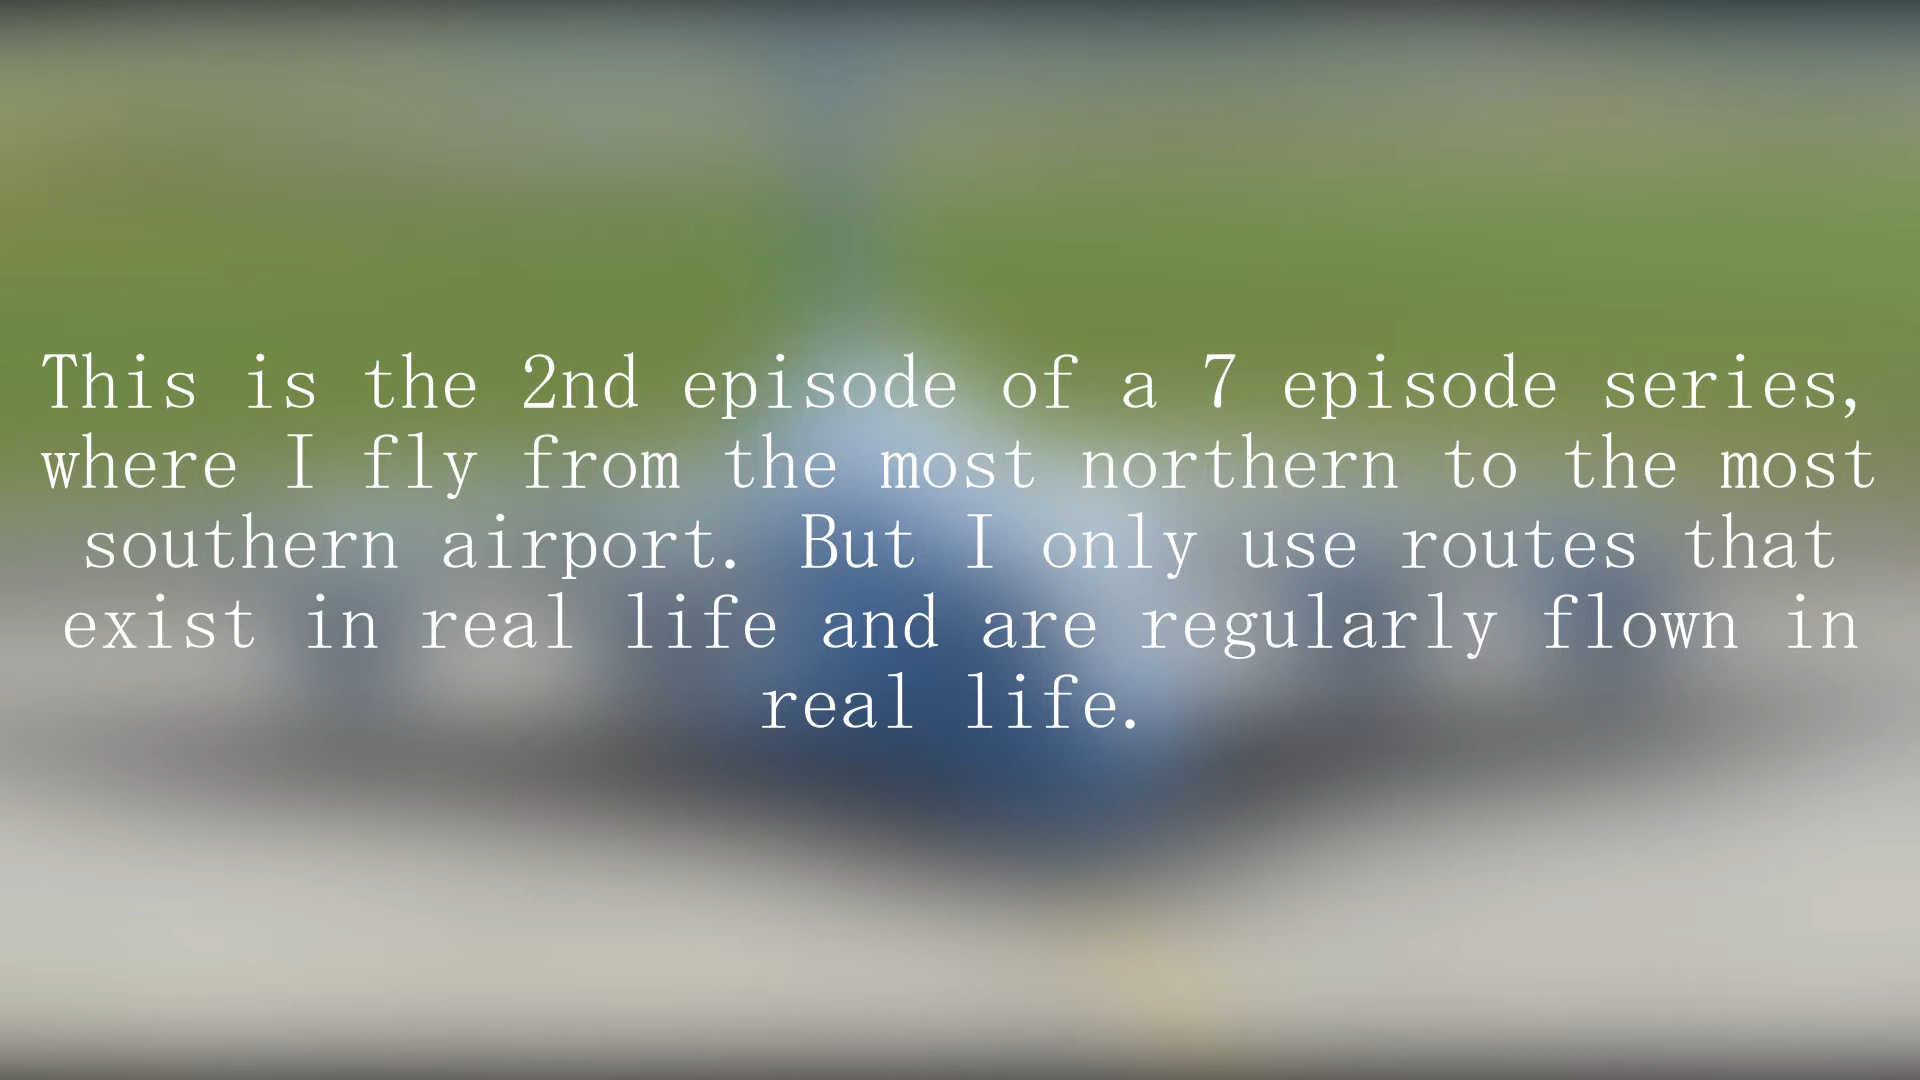 This is the 2nd episode of a 7 episode series,
where I fly from the most northern to the most
southern airport. But I only use routes that
exist in real life and are regularly flown in
real life.